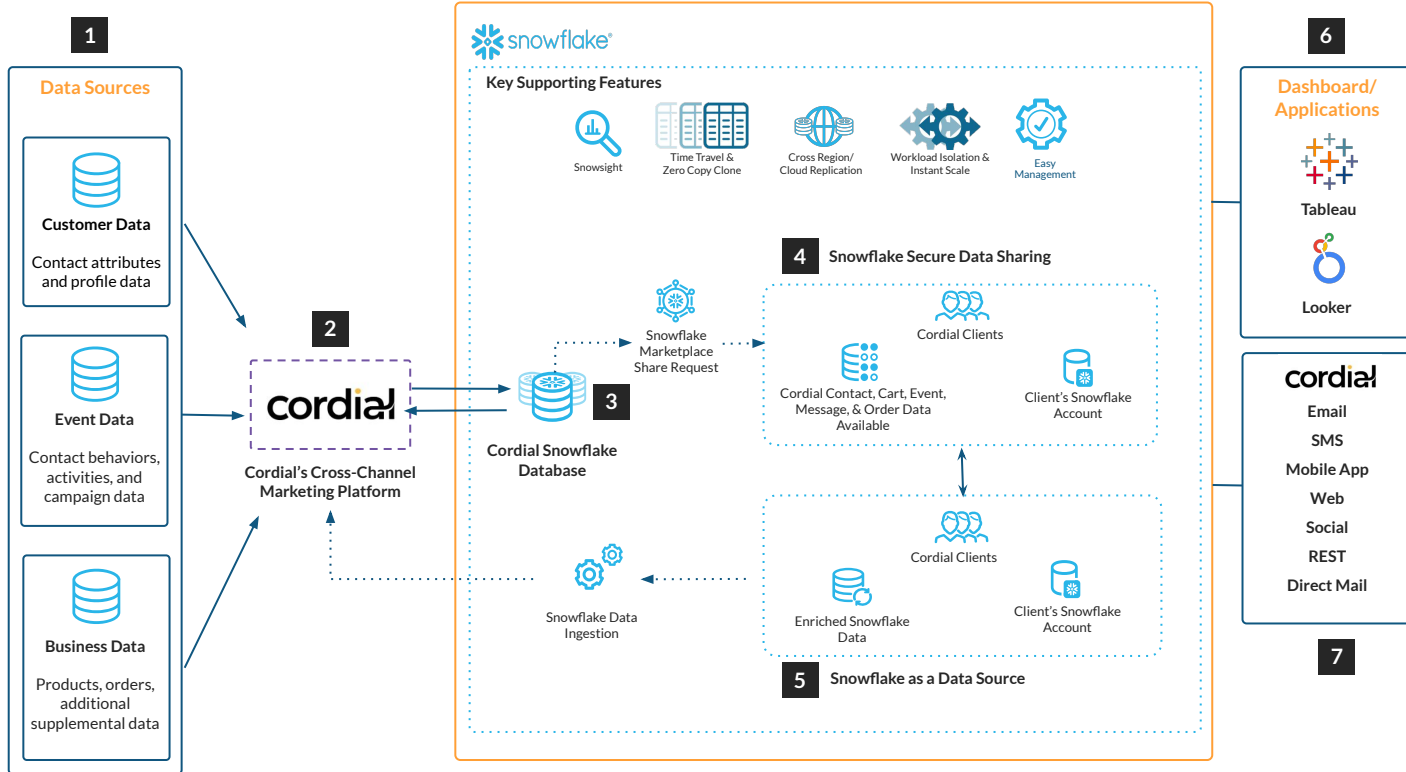 1
Data Sources
Customer Data
Contact attributes
and profile data
Event Data
Contact behaviors,
activities, and
campaign data
Business Data
Products, orders,
additional
supplemental data
2
cordial
Cordial's Cross-Channel
Marketing Platform
snowflake®
Key Supporting Features
Snowsight
Time Travel &
Zero Copy Clone
Cross Region/
Cloud Replication
Workload Isolation &
Instant Scale
Easy
Management
3
Cordial Snowflake
Database
Snowflake
Marketplace
Share Request
4
Snowflake Secure Data Sharing
Cordial Clients
Cordial Contact, Cart, Event,
Message, & Order Data
Available
Client's Snowflake
Account
Cordial Clients
Enriched Snowflake
Data
Client's Snowflake
Account
5
Snowflake as a Data Source
Snowflake Data
Ingestion
6
Dashboard/
Applications
Tableau
Looker
cordial
Email
SMS
Mobile App
Web
Social
REST
Direct Mail
7